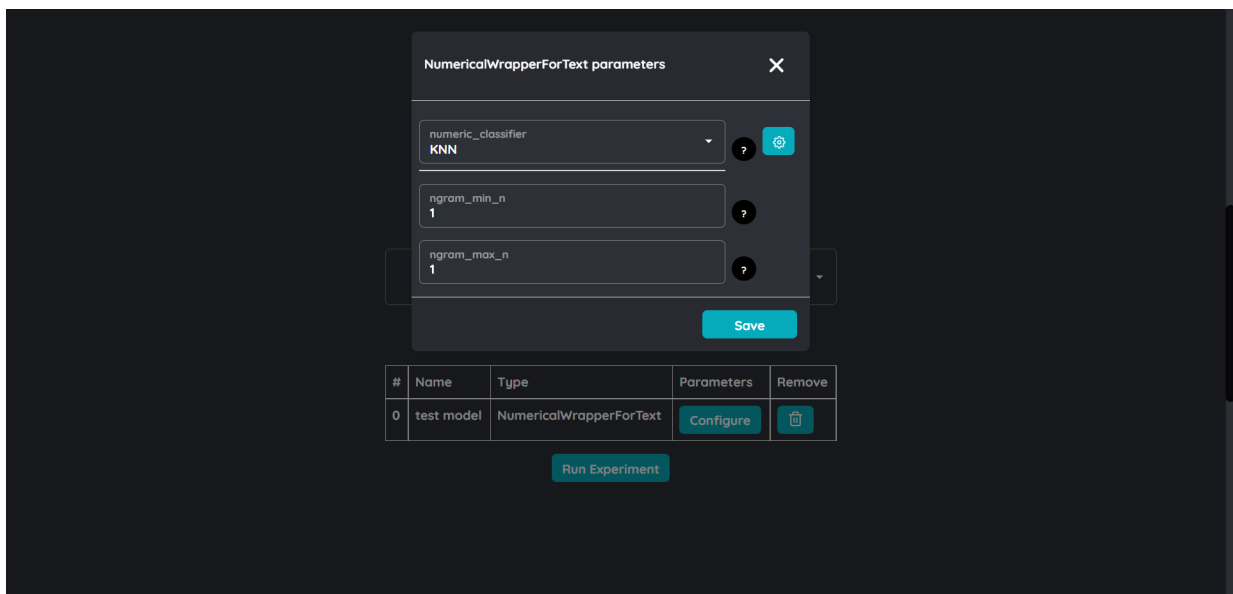 NumericalWrapperForText parameters
numeric_classifier
KNN
?
ngram_min_n
1
?
ngram_max_n
1
?
Save
# Name Type Parameters Remove
0 test model NumericalWrapperForText Configure
Run Experiment